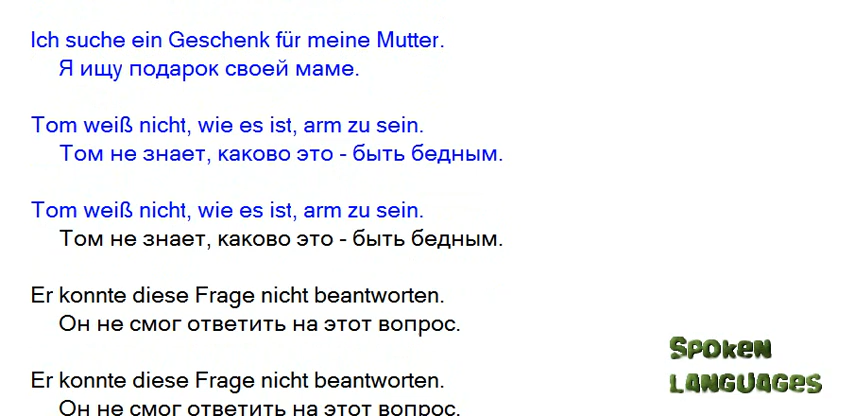 Ich suche ein Geschenk für meine Mutter.
Я ищу подарок своей маме.
Tom weiß nicht, wie es ist, arm zu sein.
Том не знает, каково это - быть бедным.
Tom weiß nicht, wie es ist, arm zu sein.
Том не знает, каково это - быть бедным.
Er konnte diese Frage nicht beantworten.
Он не смог ответить на этот вопрос.
Er konnte diese Frage nicht beantworten.
Он не смог ответить на этот вопрос.
Spoken
Languages